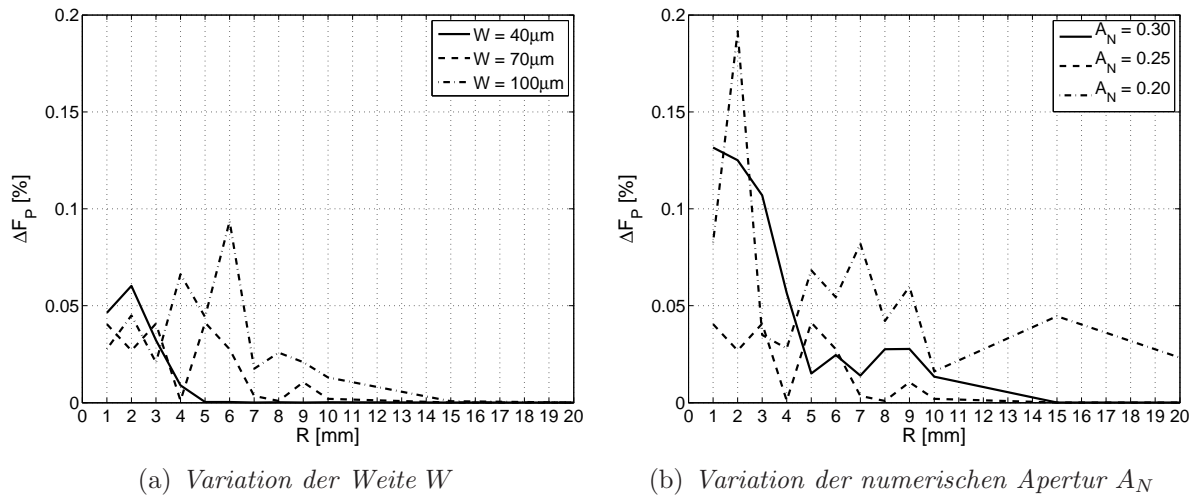 0.2
0.15
0.1
0.05
0
ΔF_P [%]
0 1 2 3 4 5 6 7 8 9 10 11 12 13 14 15 16 17 18 19 20
R [mm]
W = 40μm
W = 70μm
W = 100μm
(a) Variation der Weite W
0.2
0.15
0.1
0.05
0
ΔF_P [%]
0 1 2 3 4 5 6 7 8 9 10 11 12 13 14 15 16 17 18 19 20
R [mm]
A_N = 0.30
A_N = 0.25
A_N = 0.20
(b) Variation der numerischen Apertur A_N